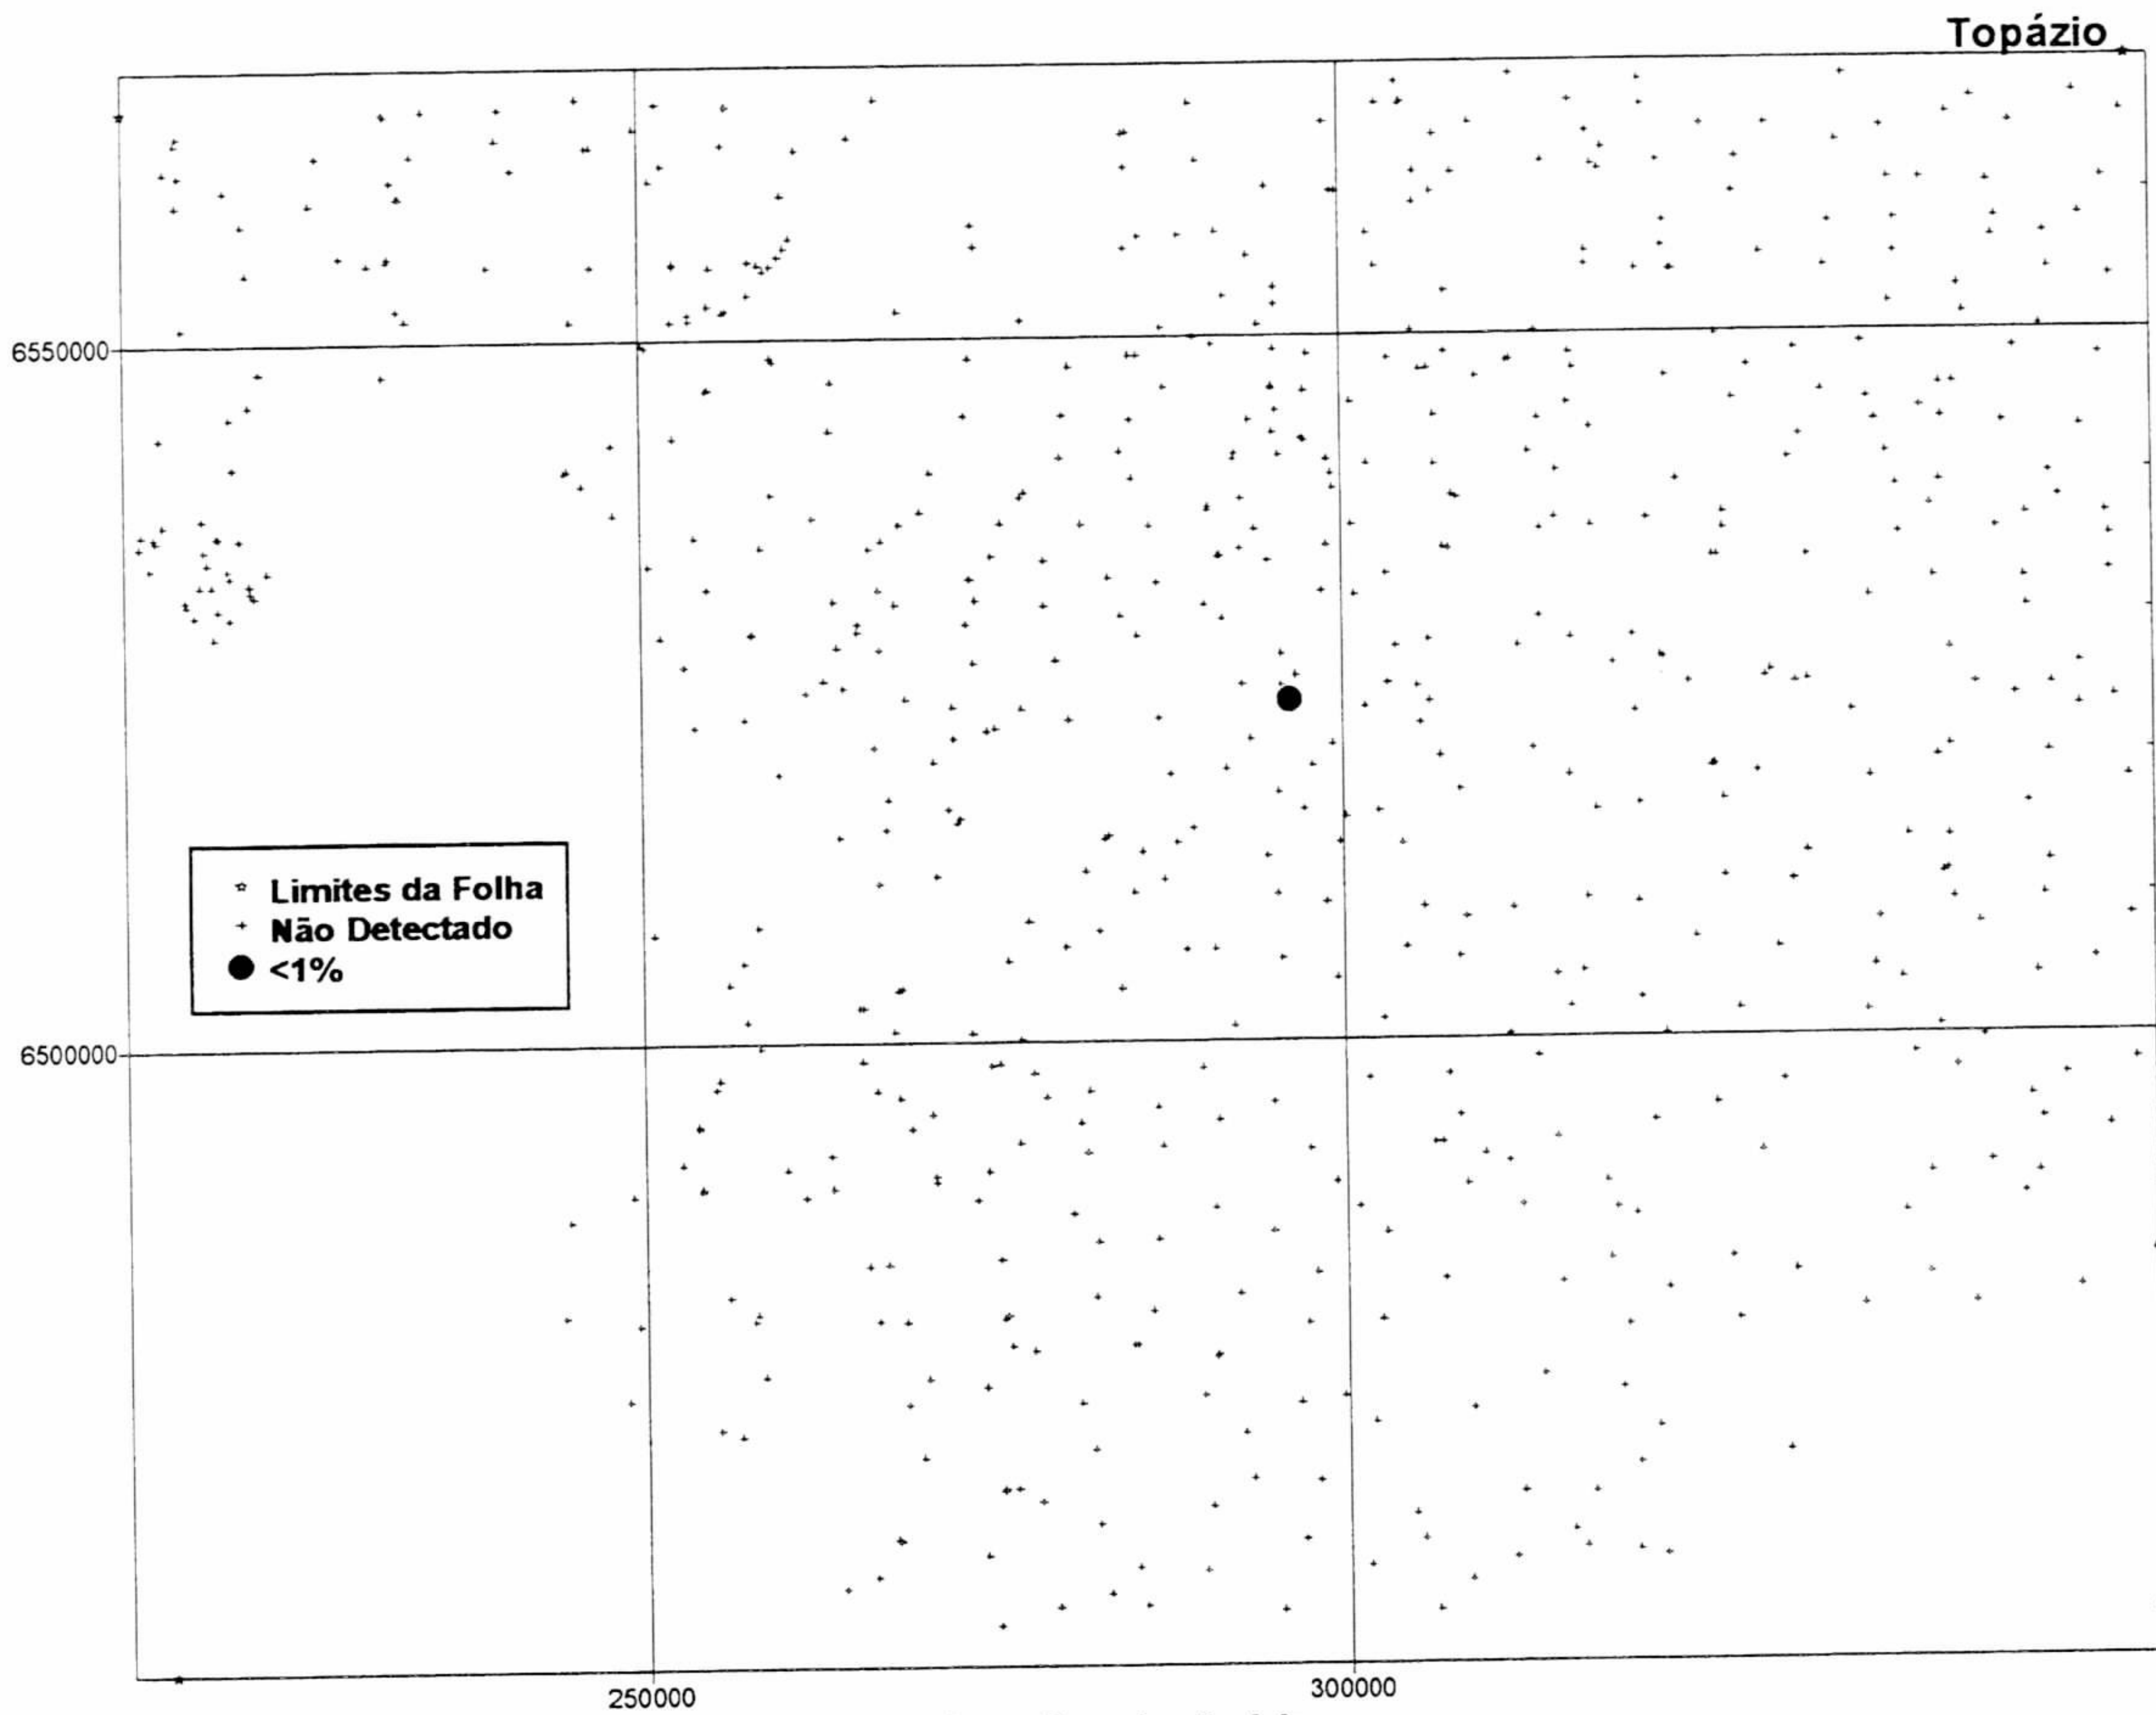 Topázio
6550000
Limites da Folha
Não Detectado
<1%
6500000
250000
300000